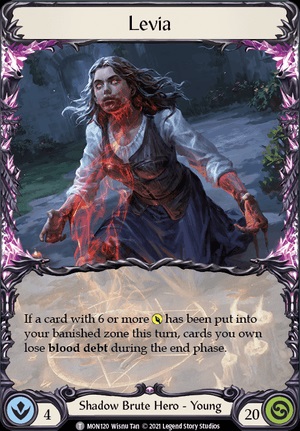 Levia
If a card with 6 or more has been put into
your banished zone this turn, cards you own
lose blood debt during the end phase.
4
Shadow Brute Hero - Young
20
T MON120 Wisnu Tan © 2021 Legend Story Studios